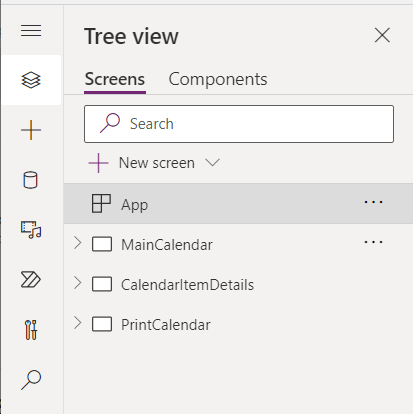 Tree view
Screens Components
Search
New screen
App
MainCalendar
CalendarItemDetails
PrintCalendar